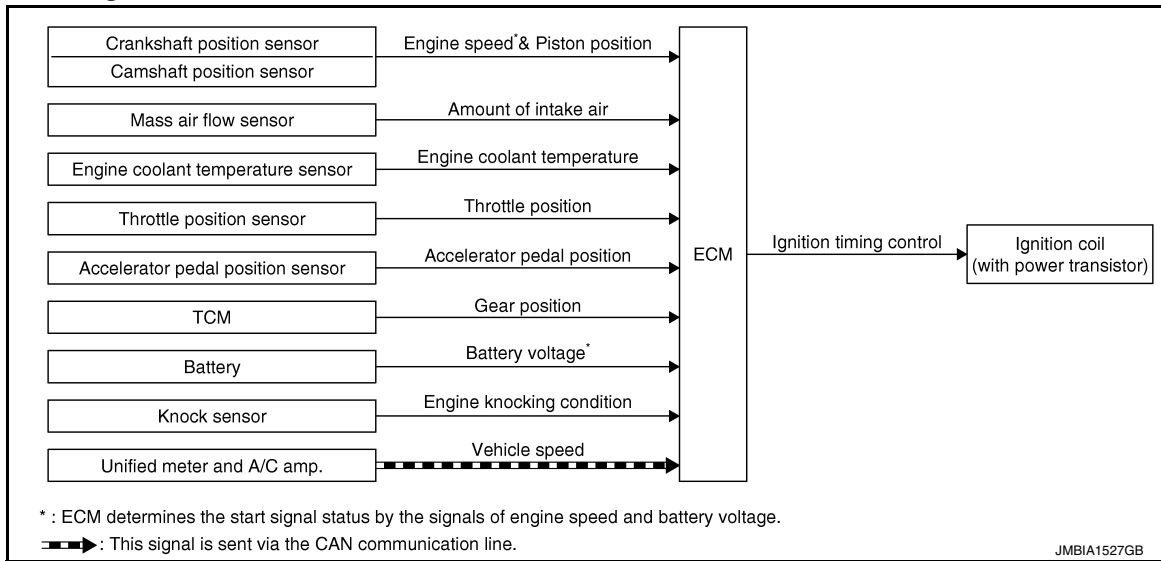 Crankshaft position sensor
Camshaft position sensor
Engine speed*& Piston position
Mass air flow sensor
Amount of intake air
Engine coolant temperature sensor
Engine coolant temperature
Throttle position sensor
Throttle position
Accelerator pedal position sensor
Accelerator pedal position
TCM
Gear position
Battery
Battery voltage*
Knock sensor
Engine knocking condition
Unified meter and A/C amp.
Vehicle speed
ECM
Ignition timing control
Ignition coil
(with power transistor)
* : ECM determines the start signal status by the signals of engine speed and battery voltage.
: This signal is sent via the CAN communication line.
JMBIA1527GB